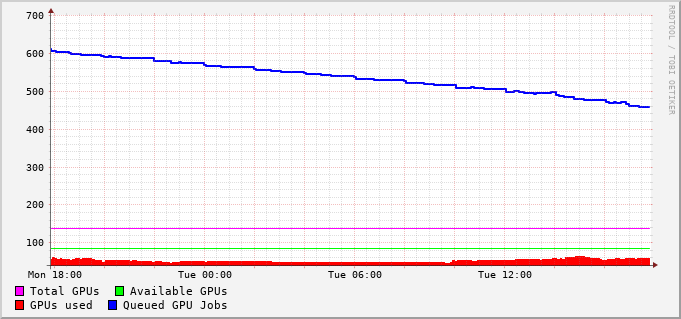 700
600
500
400
300
200
100
Mon 18:00 Tue 00:00 Tue 06:00 Tue 12:00
Total GPUs Available GPUs
GPUs used Queued GPU Jobs
RRDTOOL / TOBI OETIKER